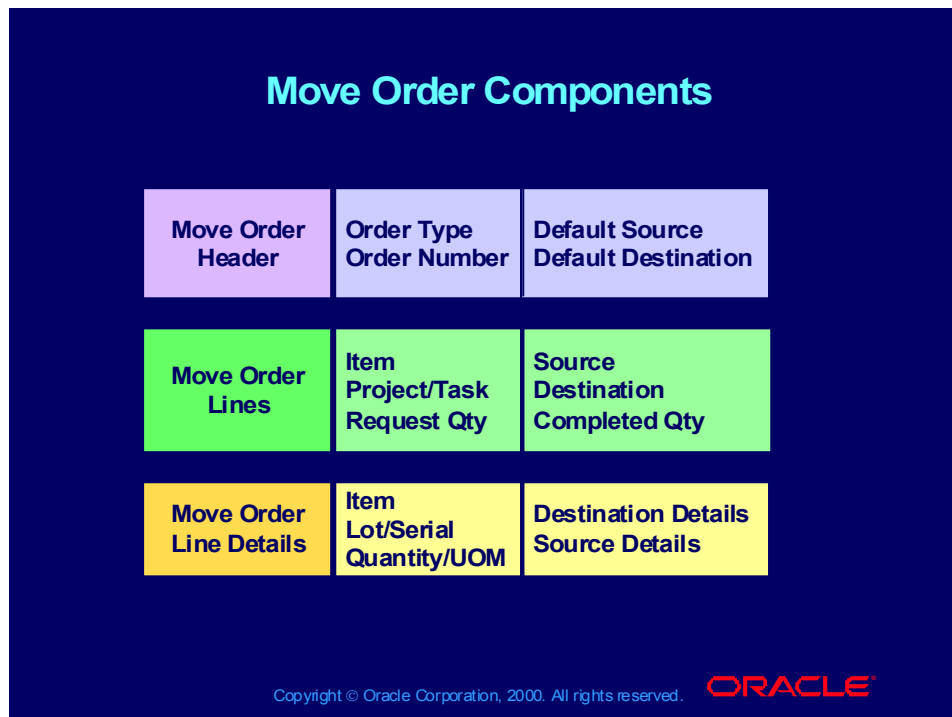 Move Order Components
Move Order
Header
Order Type
Order Number
Default Source
Default Destination
Move Order
Lines
Item
Project/Task
Request Qty
Source
Destination
Completed Qty
Move Order
Line Details
Item
Lot/Serial
Quantity/UOM
Destination Details
Source Details
Copyright © Oracle Corporation, 2000. All rights reserved.
ORACLE®